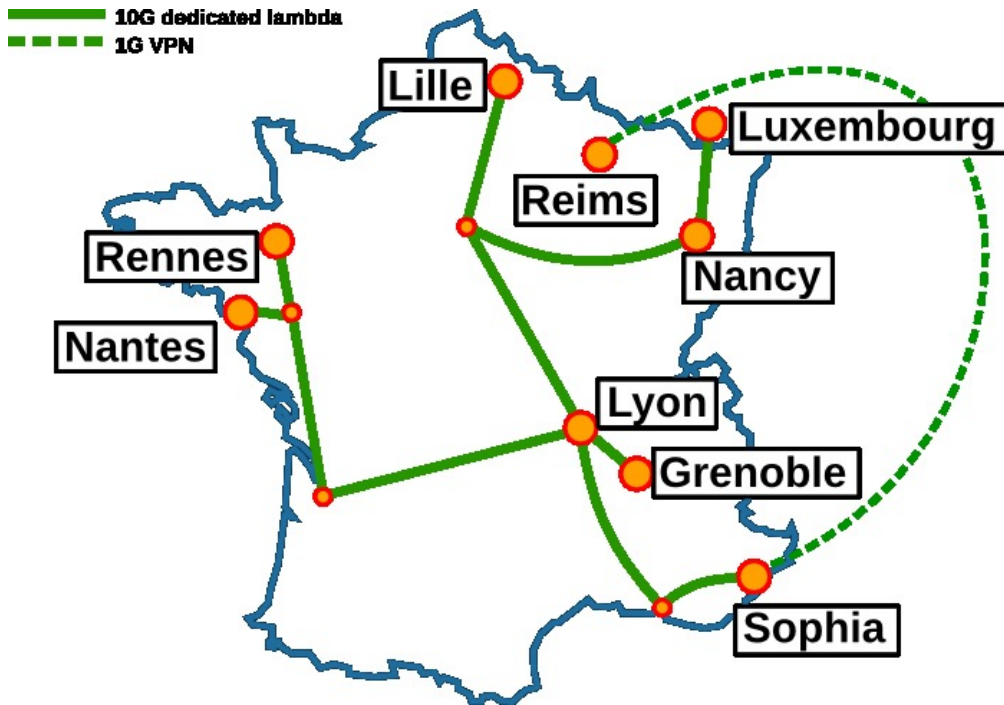 10G dedicated lambda
1G VPN
Lille
Luxembourg
Reims
Rennes
Nancy
Nantes
Lyon
Grenoble
Sophia